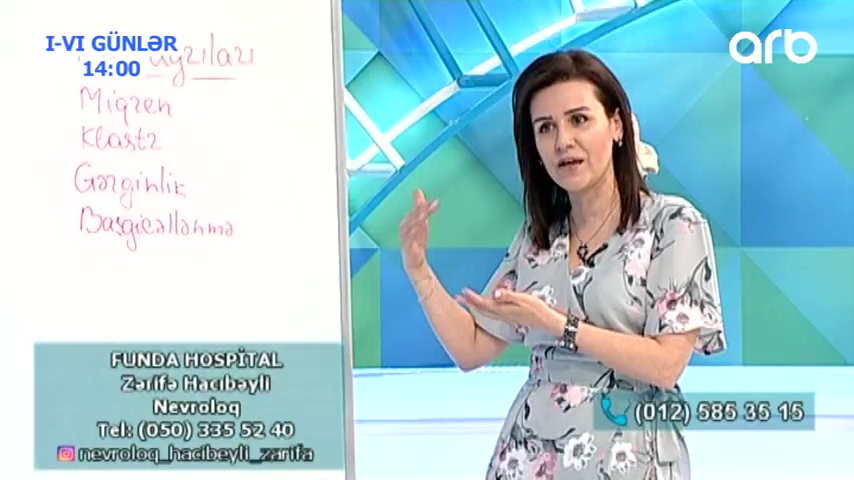 I-VI GÜNLƏR
14:00
arb
ağrıları
Miqren
Klastr
Gərginlik
Başgicəllənmə
FUNDA HOSPİTAL
Zərifə Hacıbəyli
Nevroloq
Tel: (050) 335 52 40
nevroloq_hacibeyli_zarifa
(012) 585 35 15